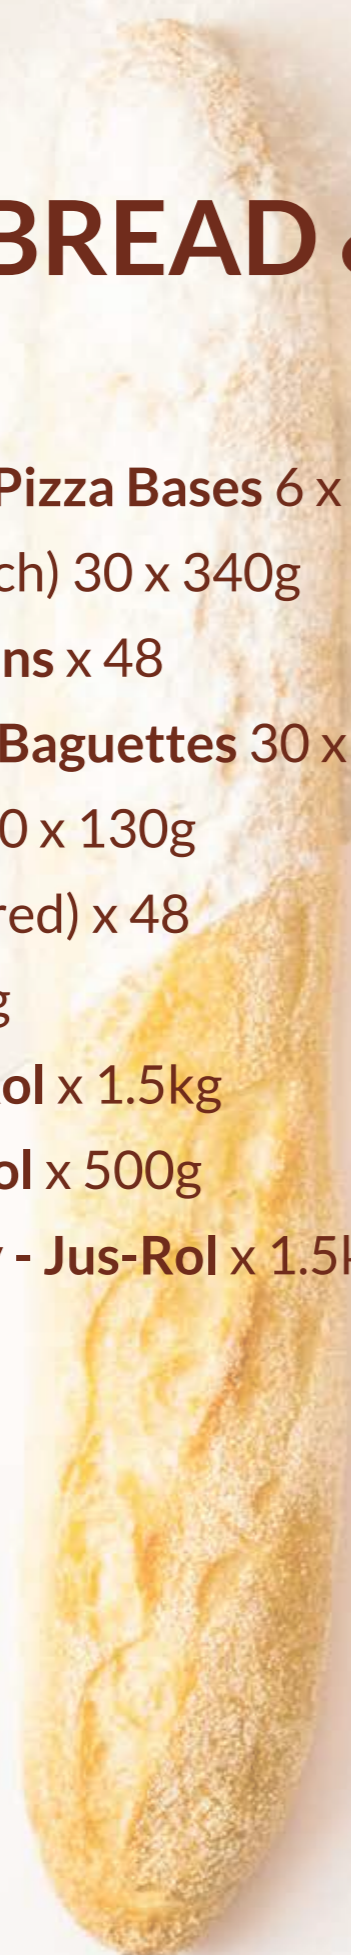 BREAD &
Pizza Bases 6 x
ch) 30 x 340g
ns x 48
Baguettes 30 x
0 x 130g
red) x 48
g
ol x 1.5kg
ol x 500g
- Jus-Rol x 1.5k